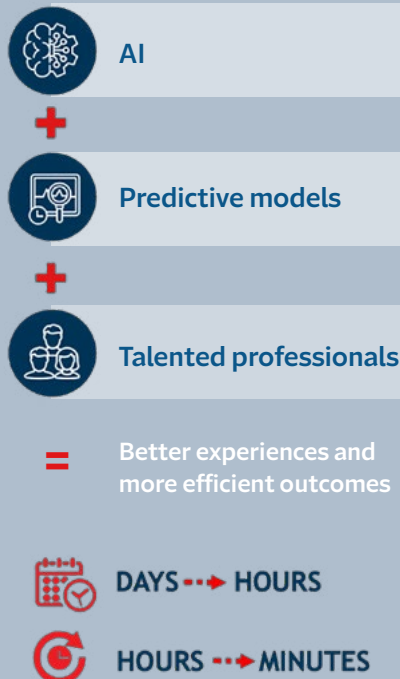 AI
+
Predictive models
+
Talented professionals
=
Better experiences and
more efficient outcomes
DAYS → HOURS
HOURS → MINUTES